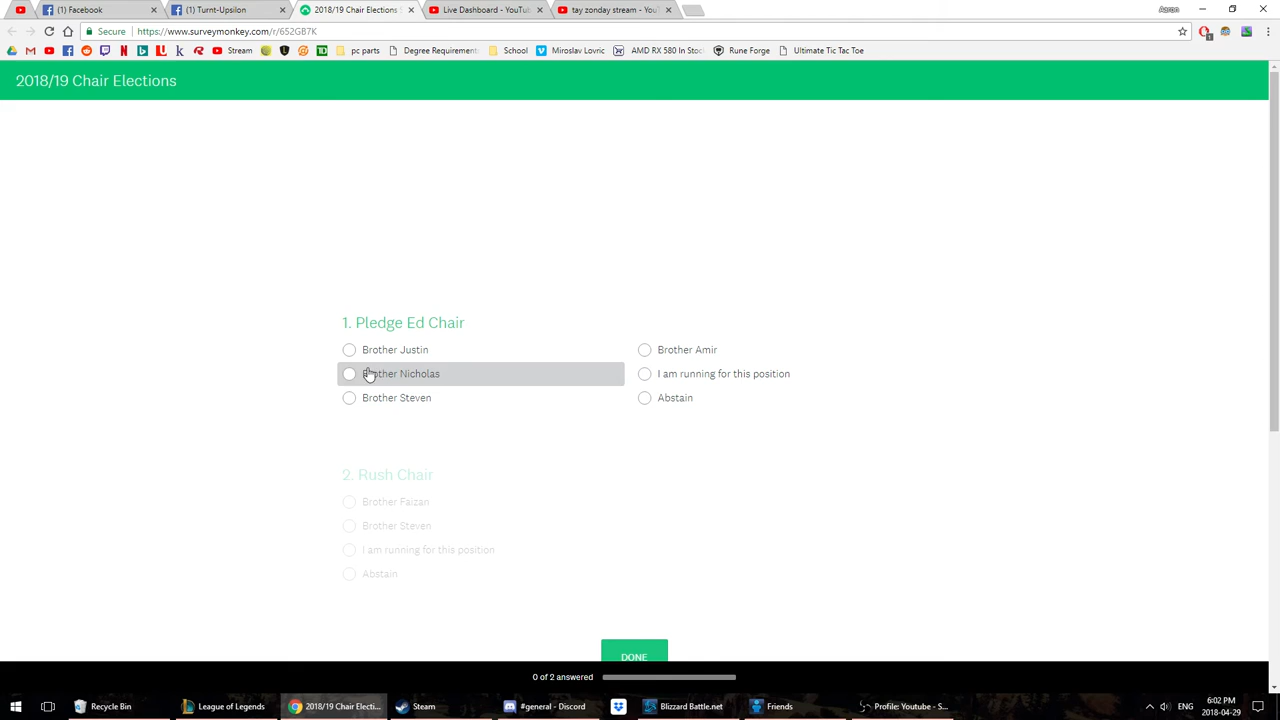 (1) Facebook
(1) Turnt-Upsilon
2018/19 Chair Elections S
Live Dashboard - YouTub
tay zonday stream - YouT
Aaron
Secure
https://www.surveymonkey.com/r/652GB7K
Stream
pc parts
Degree Requirement:
School
Miroslav Lovric
AMD RX 580 In Stock
Rune Forge
Ultimate Tic Tac Toe
2018/19 Chair Elections
1. Pledge Ed Chair
Brother Justin
Brother Amir
Brother Nicholas
I am running for this position
Brother Steven
Abstain
2. Rush Chair
Brother Faizan
Brother Steven
I am running for this position
Abstain
DONE
0 of 2 answered
Recycle Bin
League of Legends
2018/19 Chair Electi...
Steam
#general - Discord
Blizzard Battle.net
Friends
Profile: Youtube - S...
ENG
6:02 PM
2018-04-29